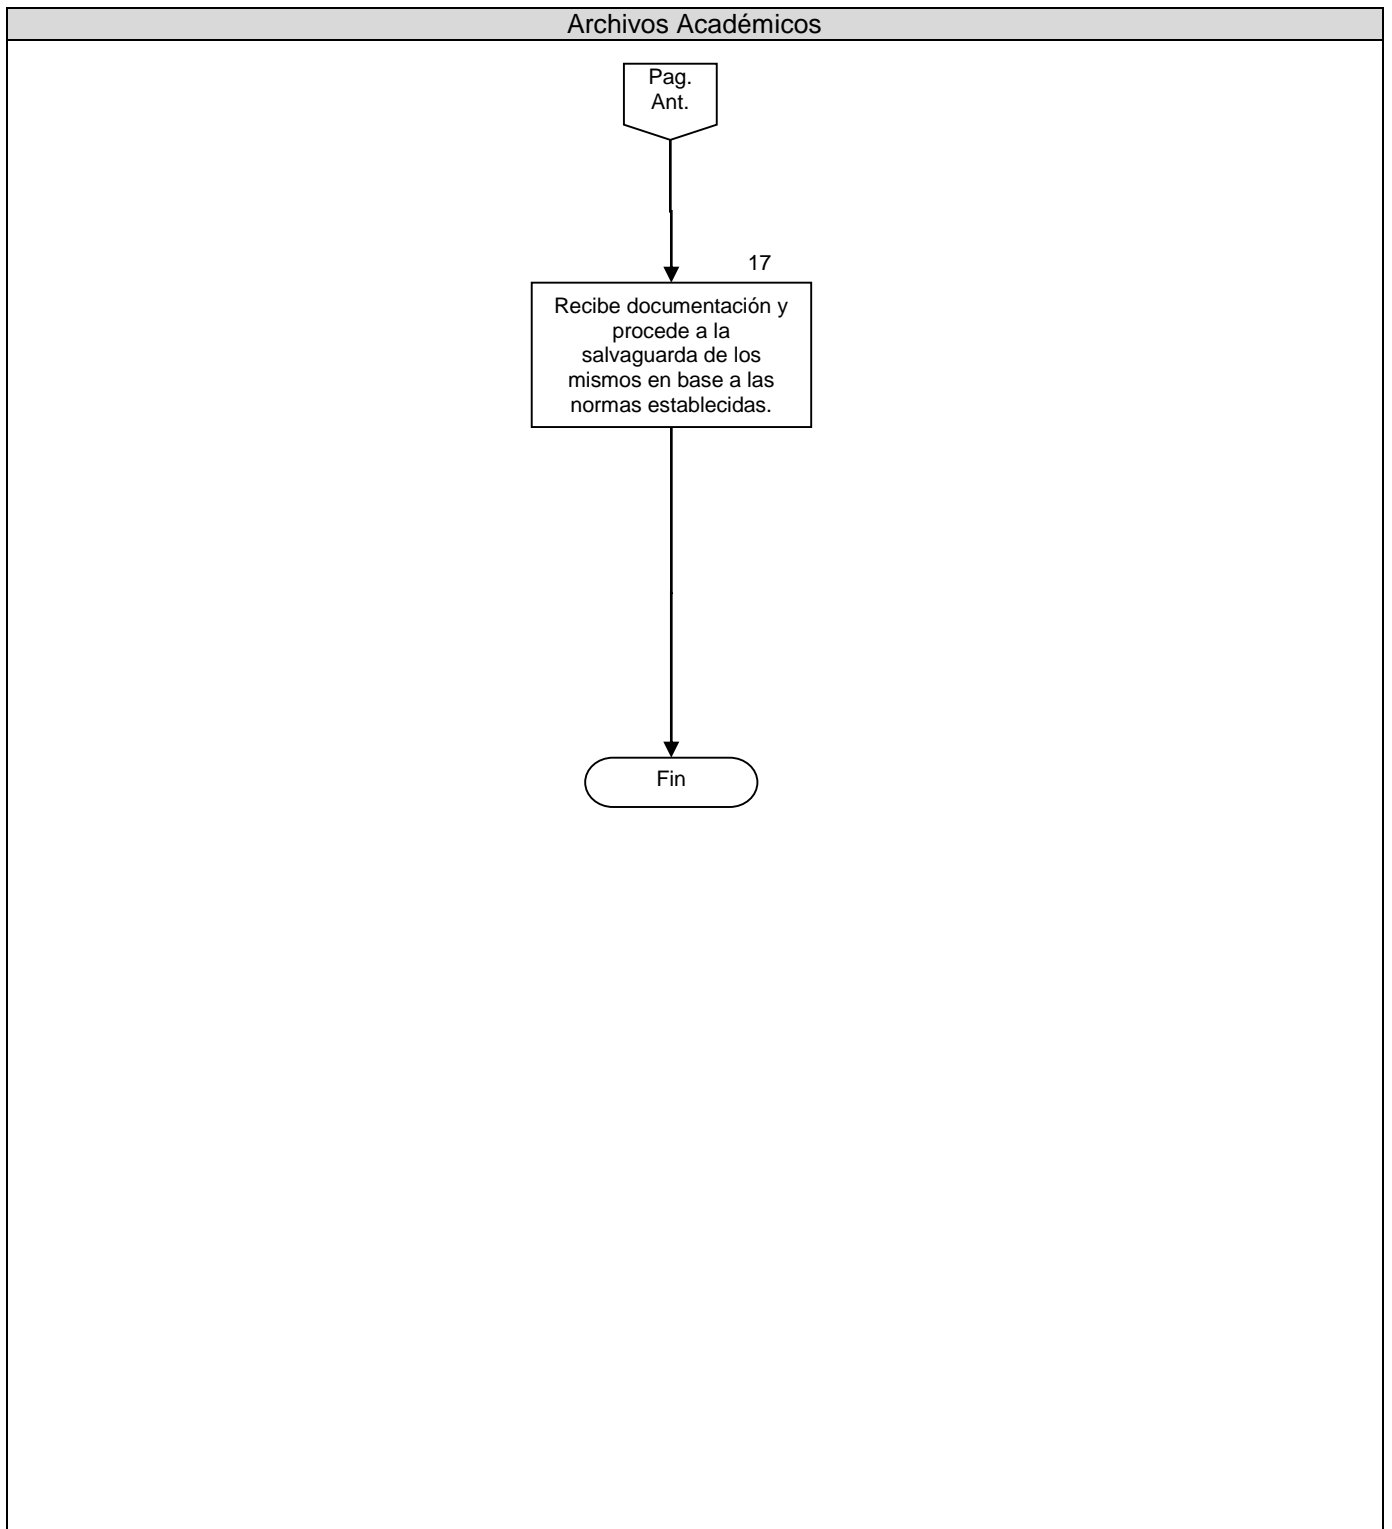 Archivos Académicos
Pag.
Ant.
17
Recibe documentación y
procede a la
salvaguarda de los
mismos en base a las
normas establecidas.
Fin